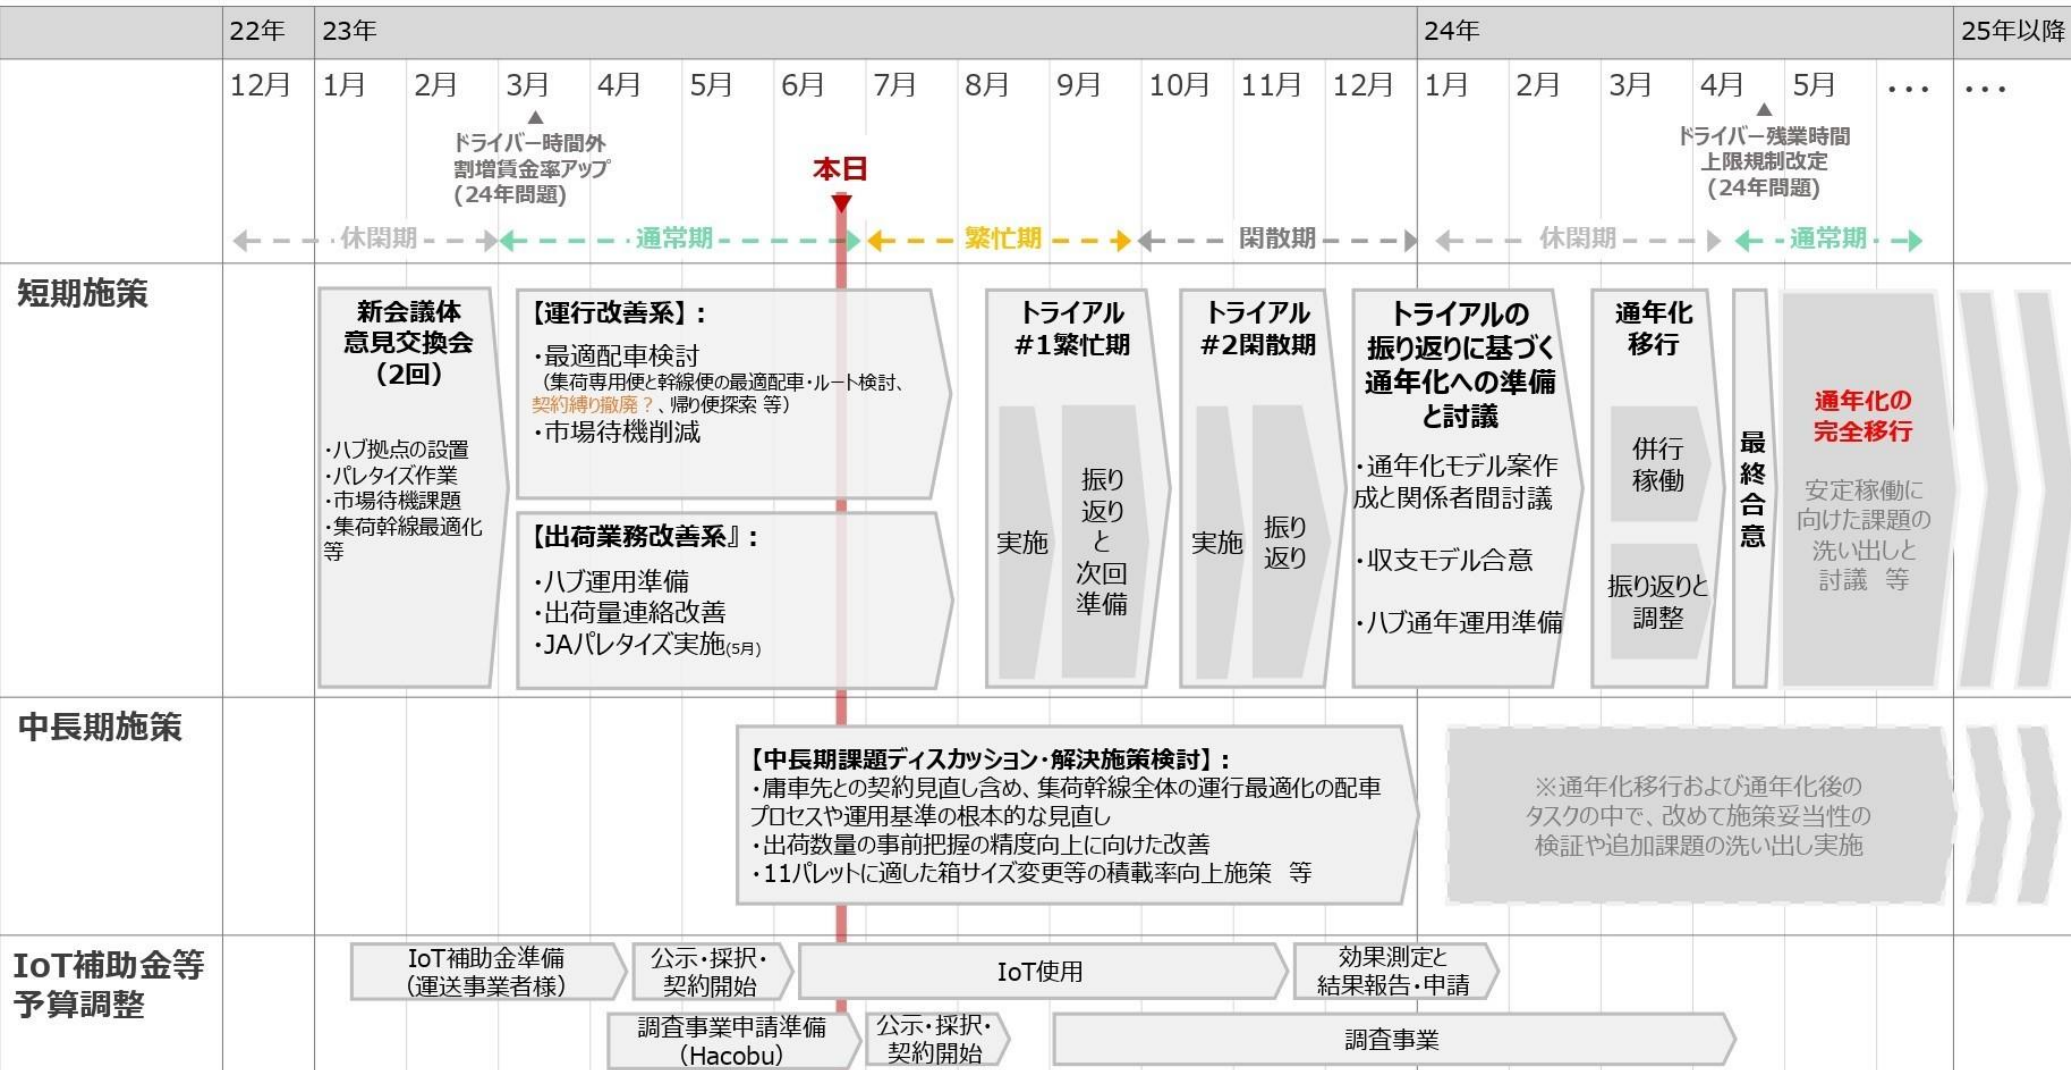 22年 23年 24年 25年以降
12月 1月 2月 3月 4月 5月 6月 7月 8月 9月 10月 11月 12月 1月 2月 3月 4月 5月 ・・・ ・・・
▲
ドライバー時間外
割増賃金率アップ
(24年問題)
本日
▲
ドライバー残業時間
上限規制改定
(24年問題)
休閑期 通常期 繁忙期 閑散期 休閑期 通常期
短期施策
新会議体
意見交換会
(2回)
・ハブ拠点の設置
・パレタイズ作業
・市場待機課題
・集荷幹線最適化
等
【運行改善系】:
・最適配車検討
(集荷専用便と幹線便の最適配車・ルート検討、
契約縛り撤廃?、帰り便探索 等)
・市場待機削減
【出荷業務改善系』:
・ハブ運用準備
・出荷量連絡改善
・JAパレタイズ実施(5月)
トライアル
#1繁忙期
実施
振り
返り
と
次回
準備
トライアル
#2閑散期
実施
振り
返り
トライアルの
振り返りに基づく
通年化への準備
と討議
・通年化モデル案作
成と関係者間討議
・収支モデル合意
・ハブ通年運用準備
通年化
移行
併行
稼働
振り返りと
調整
最
終
合
意
通年化の
完全移行
安定稼働に
向けた課題の
洗い出しと
討議 等
中長期施策
【中長期課題ディスカッション・解決施策検討】:
・庸車先との契約見直し含め、集荷幹線全体の運行最適化の配車
プロセスや運用基準の根本的な見直し
・出荷数量の事前把握の精度向上に向けた改善
・11パレットに適した箱サイズ変更等の積載率向上施策 等
※通年化移行および通年化後の
タスクの中で、改めて施策妥当性の
検証や追加課題の洗い出し実施
IoT補助金等
予算調整
IoT補助金準備
(運送事業者様)
公示・採択・
契約開始
IoT使用
効果測定と
結果報告・申請
調査事業申請準備
(Hacobu)
公示・採択・
契約開始
調査事業